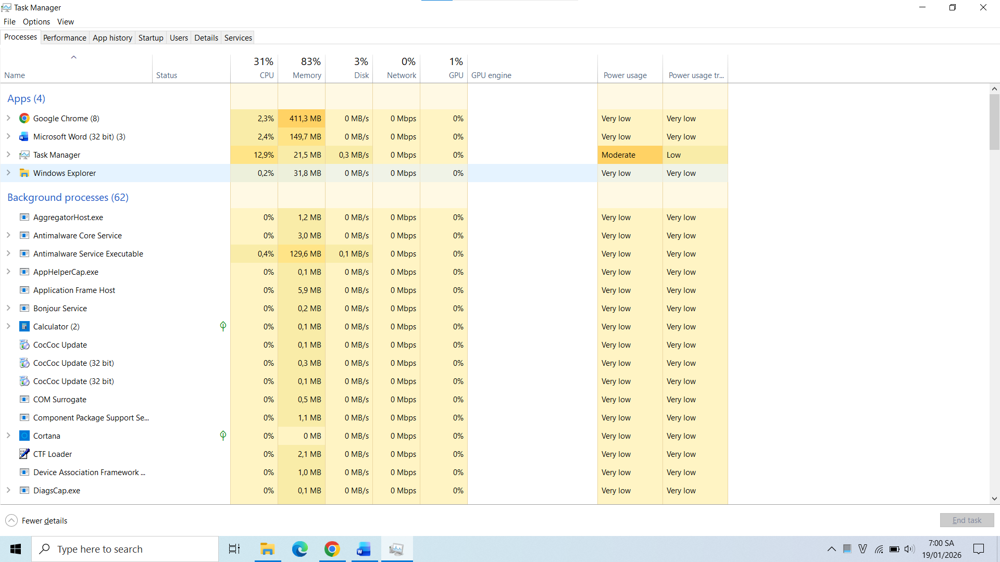 Task Manager
File Options View
Processes Performance App history Startup Users Details Services
31% 83% 3% 0% 1%
Name Status CPU Memory Disk Network GPU GPU engine Power usage Power usage tr...
Apps (4)
Google Chrome (8) 2,3% 411,3 MB 0 MB/s 0 Mbps 0% Very low Very low
Microsoft Word (32 bit) (3) 2,4% 149,7 MB 0 MB/s 0 Mbps 0% Very low Very low
Task Manager 12,9% 21,5 MB 0,3 MB/s 0 Mbps 0% Moderate Low
Windows Explorer 0,2% 31,8 MB 0 MB/s 0 Mbps 0% Very low Very low
Background processes (62)
AggregatorHost.exe 0% 1,2 MB 0 MB/s 0 Mbps 0% Very low Very low
Antimalware Core Service 0% 3,0 MB 0 MB/s 0 Mbps 0% Very low Very low
Antimalware Service Executable 0,4% 129,6 MB 0,1 MB/s 0 Mbps 0% Very low Very low
AppHelperCap.exe 0% 0,1 MB 0 MB/s 0 Mbps 0% Very low Very low
Application Frame Host 0% 5,9 MB 0 MB/s 0 Mbps 0% Very low Very low
Bonjour Service 0% 0,2 MB 0 MB/s 0 Mbps 0% Very low Very low
Calculator (2) 0% 0,1 MB 0 MB/s 0 Mbps 0% Very low Very low
CocCoc Update 0% 0,1 MB 0 MB/s 0 Mbps 0% Very low Very low
CocCoc Update (32 bit) 0% 0,3 MB 0 MB/s 0 Mbps 0% Very low Very low
CocCoc Update (32 bit) 0% 0,1 MB 0 MB/s 0 Mbps 0% Very low Very low
COM Surrogate 0% 0,5 MB 0 MB/s 0 Mbps 0% Very low Very low
Component Package Support Se... 0% 1,1 MB 0 MB/s 0 Mbps 0% Very low Very low
Cortana 0% 0 MB 0 MB/s 0 Mbps 0% Very low Very low
CTF Loader 0% 2,1 MB 0 MB/s 0 Mbps 0% Very low Very low
Device Association Framework ... 0% 1,0 MB 0 MB/s 0 Mbps 0% Very low Very low
DiagsCap.exe 0% 0,1 MB 0 MB/s 0 Mbps 0% Very low Very low
Fewer details End task
Type here to search
7:00 SA
19/01/2026